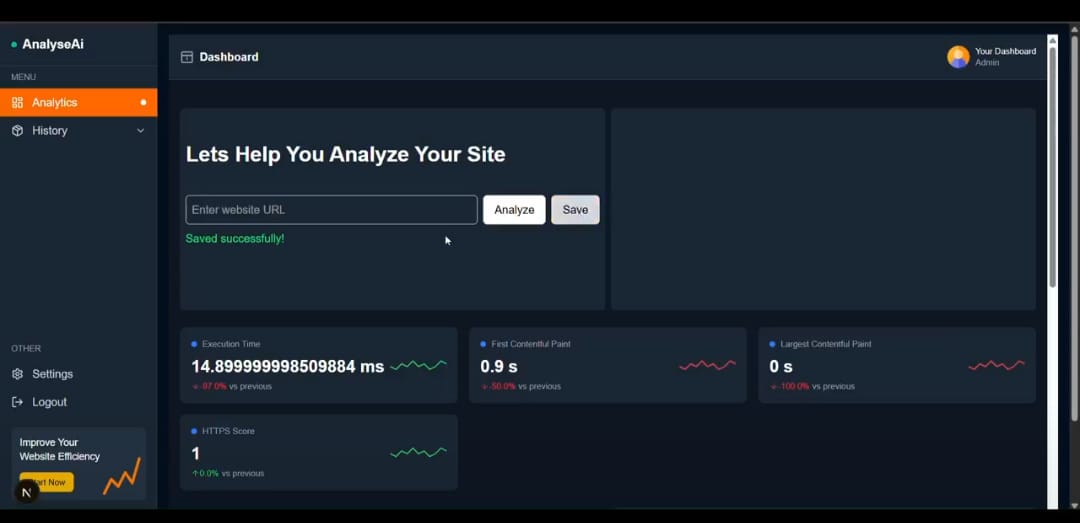 AnalyseAi
MENU
Analytics
History
OTHER
Settings
Logout
Improve Your
Website Efficiency
art Now
N
Dashboard
Your Dashboard
Admin
Lets Help You Analyze Your Site
Enter website URL
Analyze
Save
Saved successfully!
Execution Time
14.899999998509884 ms
↓-97.0% vs previous
First Contentful Paint
0.9 s
↓-50.0% vs previous
Largest Contentful Paint
0 s
↓-100.0% vs previous
HTTPS Score
1
↑0.0% vs previous